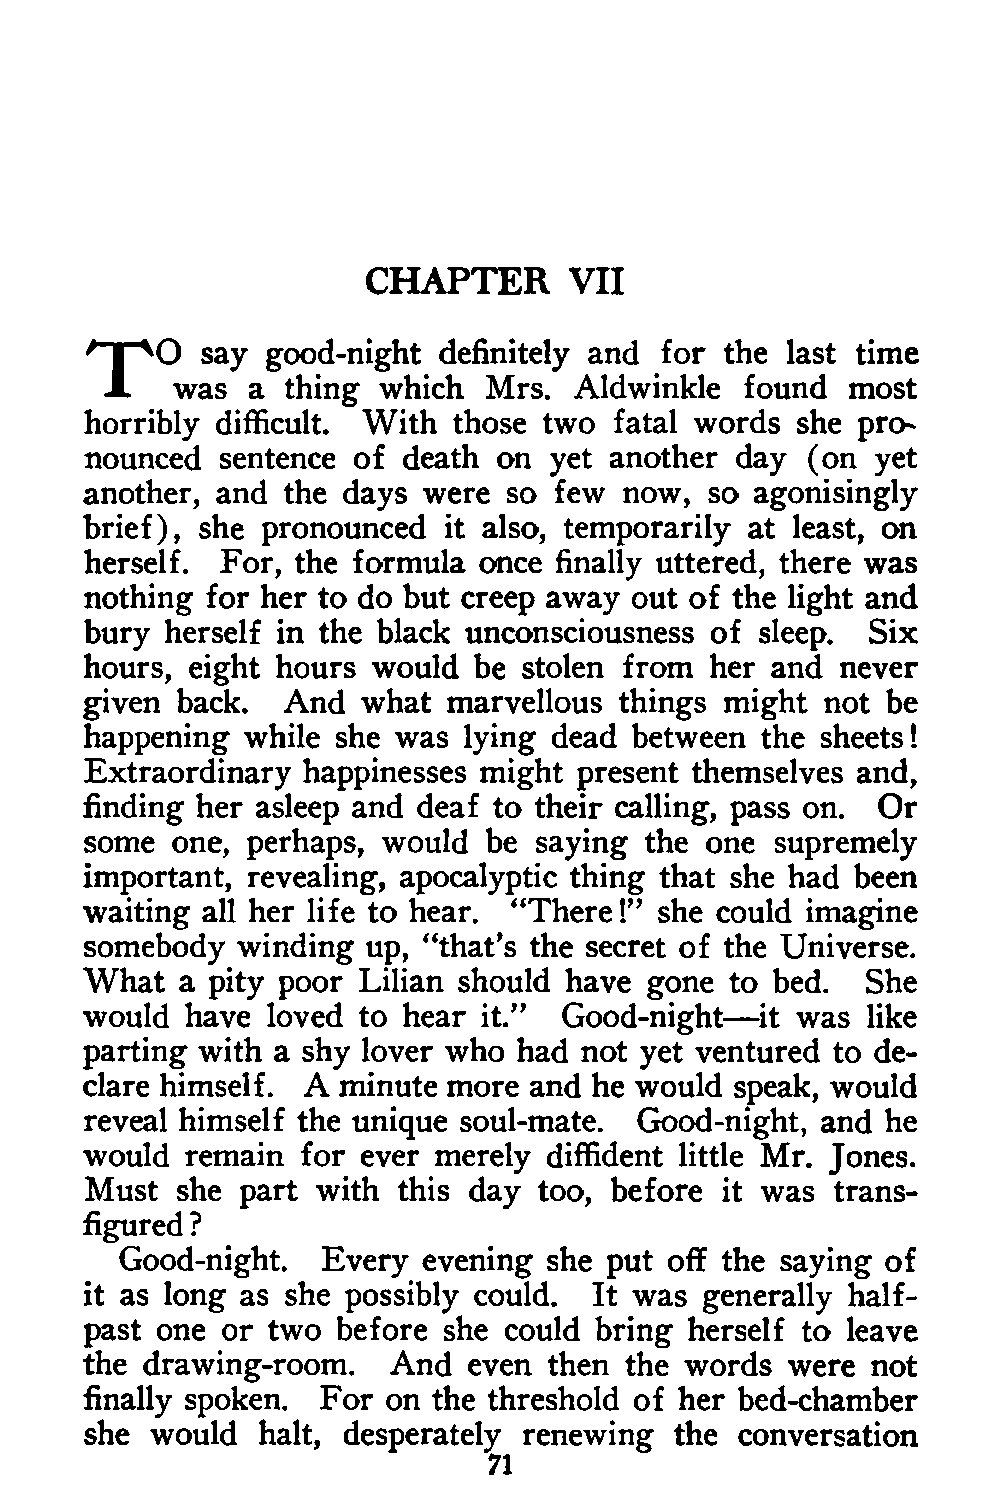 CHAPTER VII
TO say good-night definitely and for the last time
was a thing which Mrs. Aldwinkle found most
horribly difficult. With those two fatal words she pro-
nounced sentence of death on yet another day (on yet
another, and the days were so few now, so agonisingly
brief), she pronounced it also, temporarily at least, on
herself. For, the formula once finally uttered, there was
nothing for her to do but creep away out of the light and
bury herself in the black unconsciousness of sleep. Six
hours, eight hours would be stolen from her and never
given back. And what marvellous things might not be
happening while she was lying dead between the sheets!
Extraordinary happinesses might present themselves and,
finding her asleep and deaf to their calling, pass on. Or
some one, perhaps, would be saying the one supremely
important, revealing, apocalyptic thing that she had been
waiting all her life to hear. “There!” she could imagine
somebody winding up, “that’s the secret of the Universe.
What a pity poor Lilian should have gone to bed. She
would have loved to hear it.” Good-night—it was like
parting with a shy lover who had not yet ventured to de-
clare himself. A minute more and he would speak, would
reveal himself the unique soul-mate. Good-night, and he
would remain for ever merely diffident little Mr. Jones.
Must she part with this day too, before it was trans-
figured?
Good-night. Every evening she put off the saying of
it as long as she possibly could. It was generally half-
past one or two before she could bring herself to leave
the drawing-room. And even then the words were not
finally spoken. For on the threshold of her bed-chamber
she would halt, desperately renewing the conversation
71